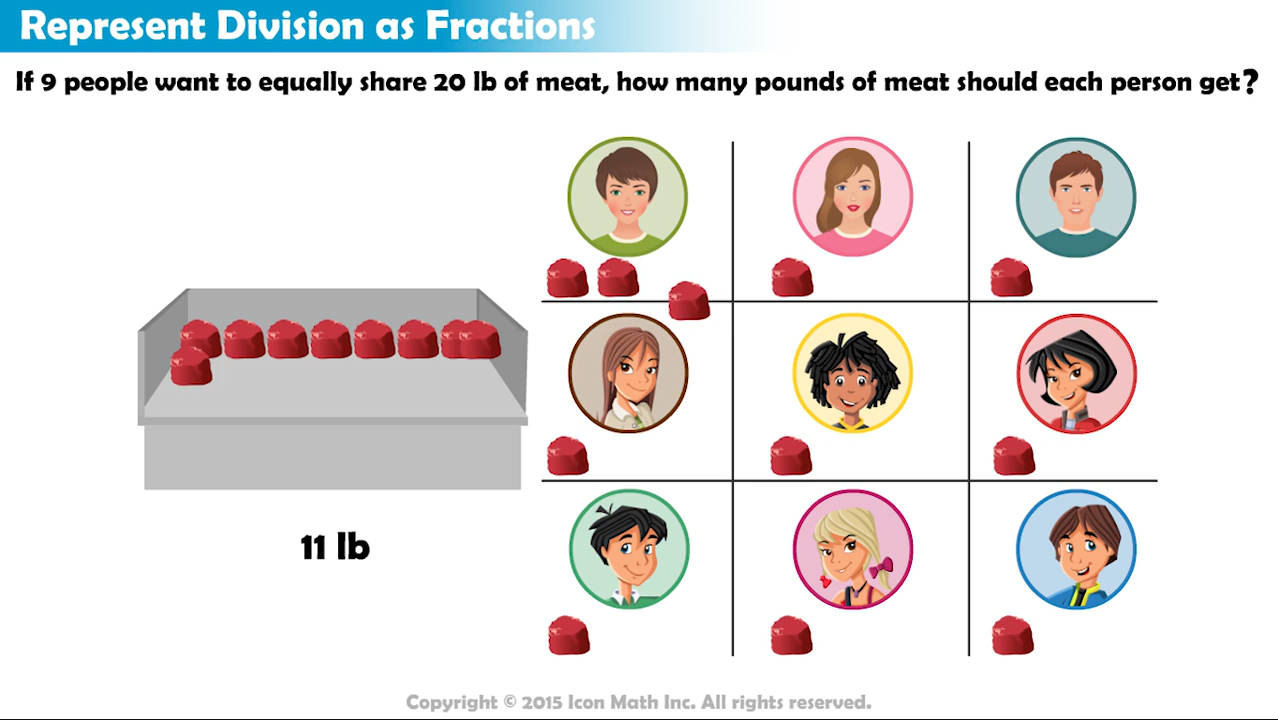 Represent Division as Fractions
If 9 people want to equally share 20 lb of meat, how many pounds of meat should each person get?
11 lb
Copyright © 2015 Icon Math Inc. All rights reserved.